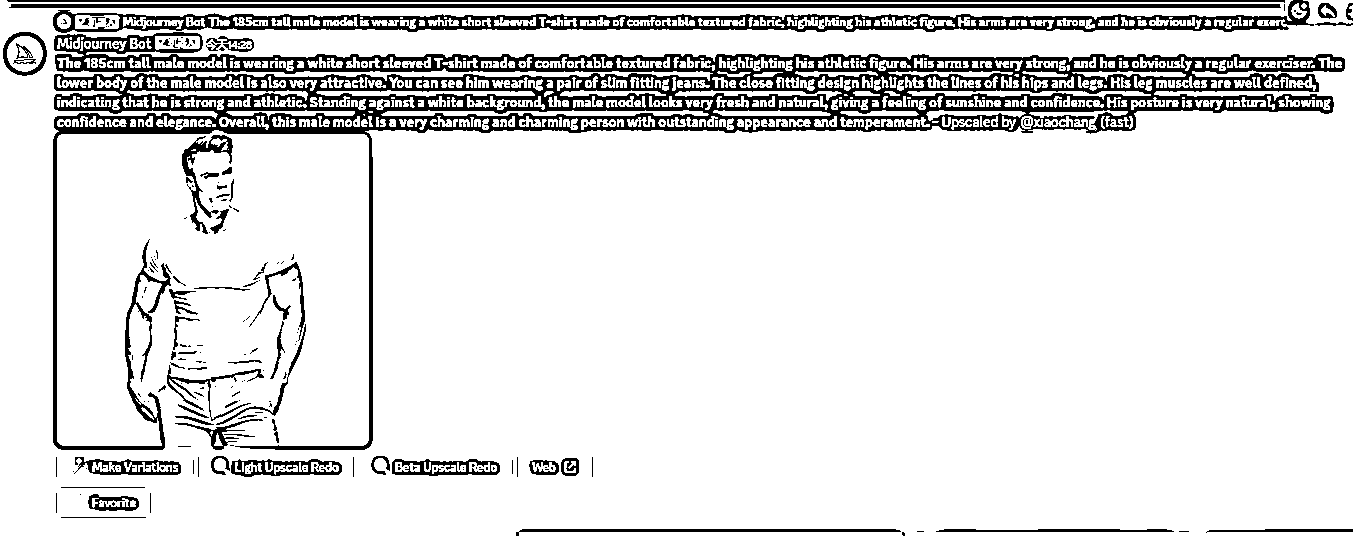 Midjourney Bot The 185cm tall male model is wearing a white short sleeved T-shirt made of comfortable textured fabric, highlighting his athletic figure. His arms are very strong, and he is obviously a regular exerc
Midjourney Bot 今天14:28
The 185cm tall male model is wearing a white short sleeved T-shirt made of comfortable textured fabric, highlighting his athletic figure. His arms are very strong, and he is obviously a regular exerciser. The
lower body of the male model is also very attractive. You can see him wearing a pair of slim fitting jeans. The close fitting design highlights the lines of his hips and legs. His leg muscles are well defined,
indicating that he is strong and athletic. Standing against a white background, the male model looks very fresh and natural, giving a feeling of sunshine and confidence. His posture is very natural, showing
confidence and elegance. Overall, this male model is a very charming and charming person with outstanding appearance and temperament. - Upscaled by @xiaochang (fast)
Make Variations Light Upscale Redo Beta Upscale Redo Web
Favorite